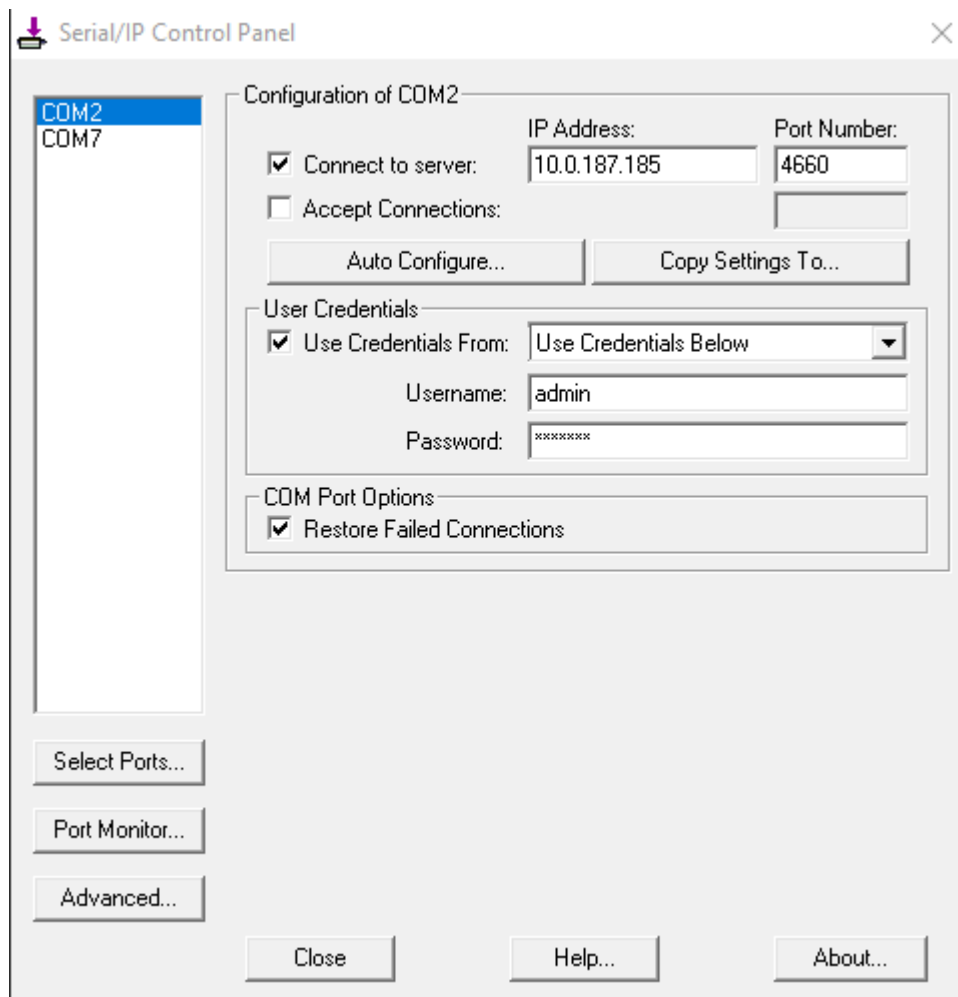 Serial/IP Control Panel
COM2
COM7
Configuration of COM2
IP Address: Port Number:
Connect to server: 10.0.187.185 4660
Accept Connections:
Auto Configure... Copy Settings To...
User Credentials
Use Credentials From: Use Credentials Below
Username: admin
Password: *******
COM Port Options
Restore Failed Connections
Select Ports...
Port Monitor...
Advanced...
Close Help... About...